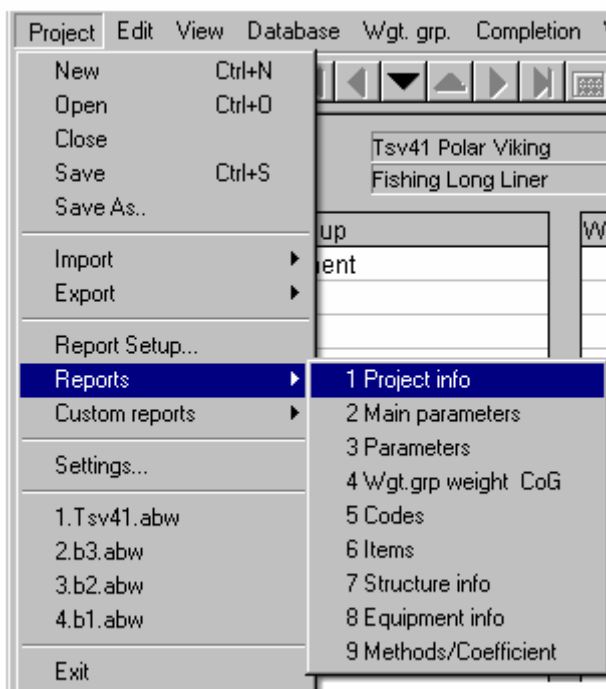 Project Edit View Database Wgt. grp. Completion
New Ctrl+N
Open Ctrl+O
Close
Save Ctrl+S
Save As..
Import
Export
Report Setup...
Reports
Custom reports
Settings...
1.Tsv41.abw
2.b3.abw
3.b2.abw
4.b1.abw
Exit
Tsv41 Polar Viking
Fishing Long Liner
up
ent
1 Project info
2 Main parameters
3 Parameters
4 Wgt.grp weight CoG
5 Codes
6 Items
7 Structure info
8 Equipment info
9 Methods/Coefficient